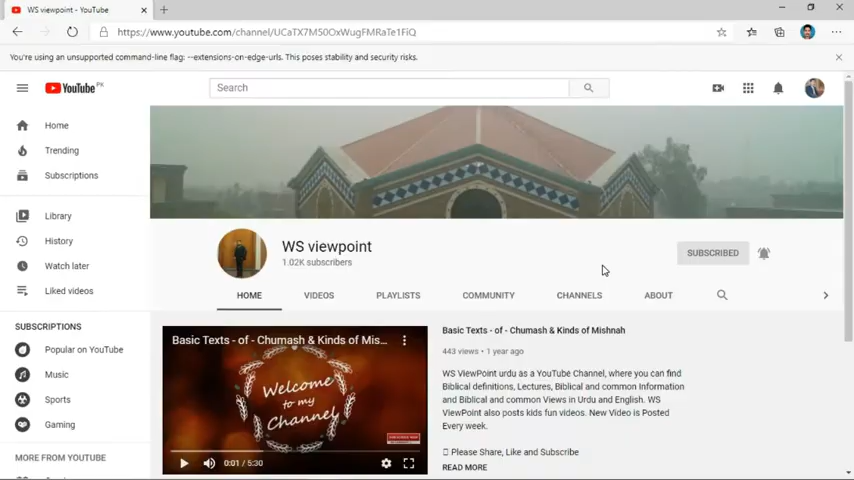 WS viewpoint - YouTube
https://www.youtube.com/channel/UCaTX7MS0OxWugFMRaTe1FiQ
You're using an unsupported command-line flag: --extensions-on-edge-urls. This poses stability and security risks.
YouTube PK
Search
Home
Trending
Subscriptions
Library
History
Watch later
Liked videos
SUBSCRIPTIONS
Popular on YouTube
Music
Sports
Gaming
MORE FROM YOUTUBE
WS viewpoint
1.02K subscribers
SUBSCRIBED
HOME VIDEOS PLAYLISTS COMMUNITY CHANNELS ABOUT
Basic Texts - of - Chumash & Kinds of Mis...
Welcome
to my
Channel
0:01 / 5:30
Basic Texts - of - Chumash & Kinds of Mishnah
443 views • 1 year ago
WS ViewPoint urdu as a YouTube Channel, where you can find
Biblical definitions, Lectures, Biblical and common Information
and Biblical and common Views in Urdu and English. WS
ViewPoint also posts kids fun videos. New Video is Posted
Every week.
Please Share, Like and Subscribe
READ MORE